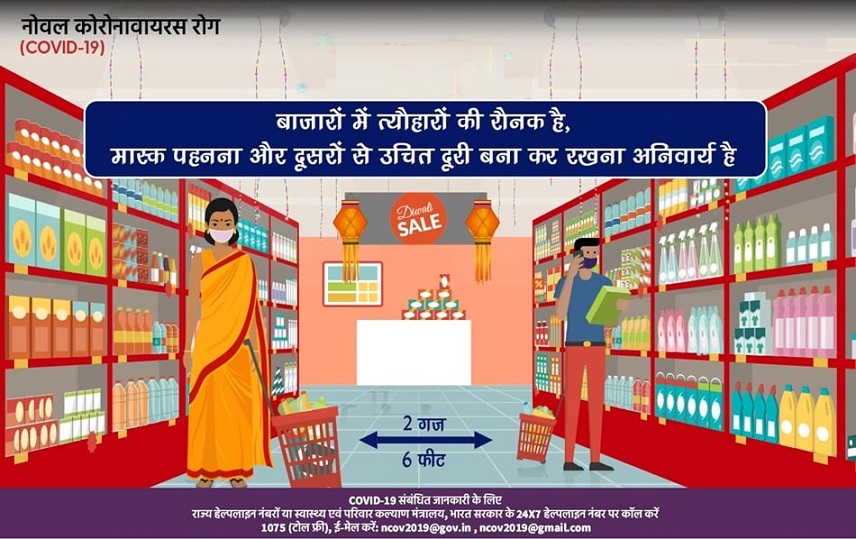 नोवल कोरोनावायरस रोग
(COVID-19)
बाजारों में त्यौहारों की रौनक है,
मास्क पहनना और दूसरों से उचित दूरी बना कर रखना अनिवार्य है
Diwali
SALE
2 गज
6 फीट
COVID-19 संबंधित जानकारी के लिए
राज्य हेल्पलाइन नंबरों या स्वास्थ्य एवं परिवार कल्याण मंत्रालय, भारत सरकार के 24X7 हेल्पलाइन नंबर पर कॉल करें
1075 (टोल फ्री), ई-मेल करें: ncov2019@gov.in , ncov2019@gmail.com